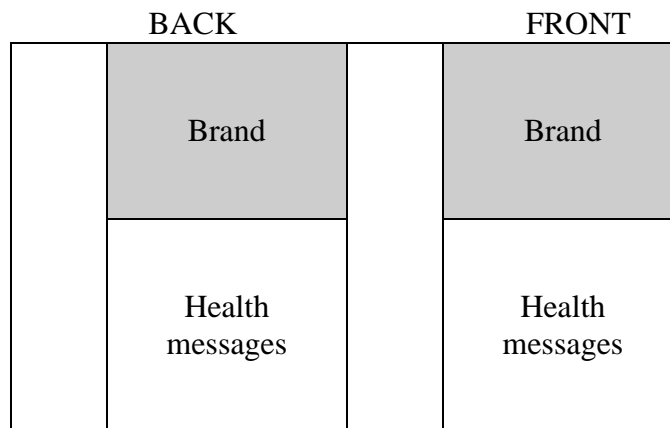 BACK
FRONT
Brand
Brand
Health
messages
Health
messages